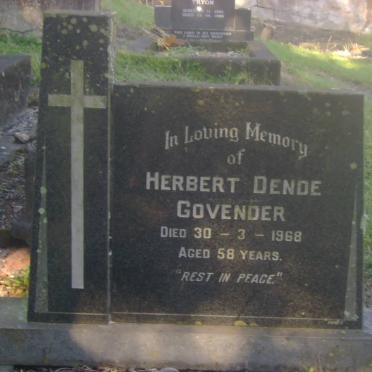 In Loving Memory
of
HERBERT DENDE
GOVENDER
DIED 30 - 3 - 1968
AGED 58 YEARS.
"REST IN PEACE."